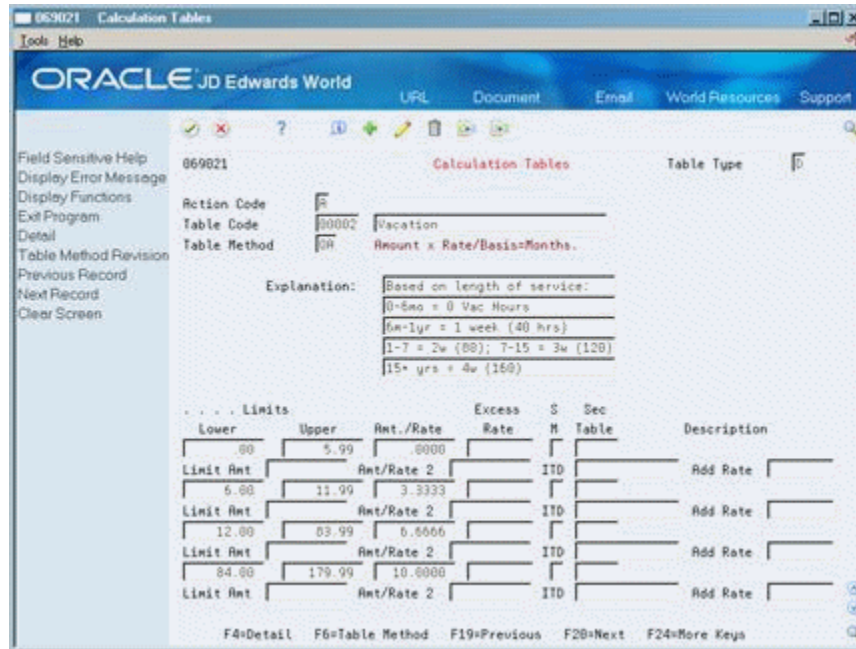 069021 Calculation Tables
Tools Help
ORACLE JD Edwards World
URL Document Email World Resources Support
Field Sensitive Help
Display Error Message
Display Functions
Exit Program
Detail
Table Method Revision
Previous Record
Next Record
Clear Screen
069021 Calculation Tables Table Type D
Action Code A
Table Code 00002 Vacation
Table Method Amount x Rate/Basis=Months.
Explanation: Based on length of service:
0-6mo = 0 Vac Hours
6m-1yr = 1 week (40 hrs)
1-7 = 2w (80); 7-15 = 3w (120)
15+ yrs = 4w (160)
. . . . Limits Excess S Sec
Lower Upper Amt./Rate Rate M Table Description
.00 5.99 .0000
Limit Amt Amt/Rate 2 ITD Add Rate
6.00 11.99 3.3333
Limit Amt Amt/Rate 2 ITD Add Rate
12.00 83.99 6.6666
Limit Amt Amt/Rate 2 ITD Add Rate
84.00 179.99 10.0000
Limit Amt Amt/Rate 2 ITD Add Rate
F4=Detail F6=Table Method F19=Previous F20=Next F24=More Keys